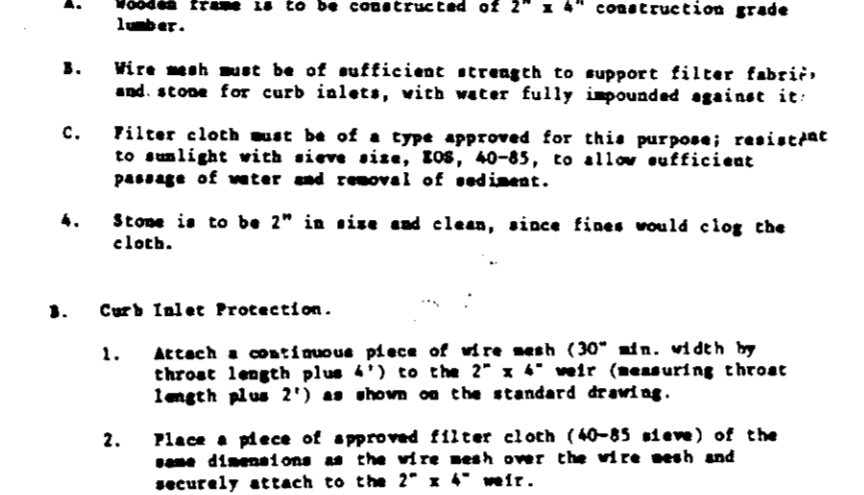 A. Wooden frame is to be constructed of 2" x 4" construction grade
lumber.
B. Wire mesh must be of sufficient strength to support filter fabric,
and stone for curb inlets, with water fully impounded against it.
C. Filter cloth must be of a type approved for this purpose; resistant
to sunlight with sieve size, EOS, 40-85, to allow sufficient
passage of water and removal of sediment.
4. Stone is to be 2" in size and clean, since fines would clog the
cloth.
B. Curb Inlet Protection.
1. Attach a continuous piece of wire mesh (30" min. width by
throat length plus 4') to the 2" x 4" weir (measuring throat
length plus 2') as shown on the standard drawing.
2. Place a piece of approved filter cloth (40-85 sieve) of the
same dimensions as the wire mesh over the wire mesh and
securely attach to the 2" x 4" weir.